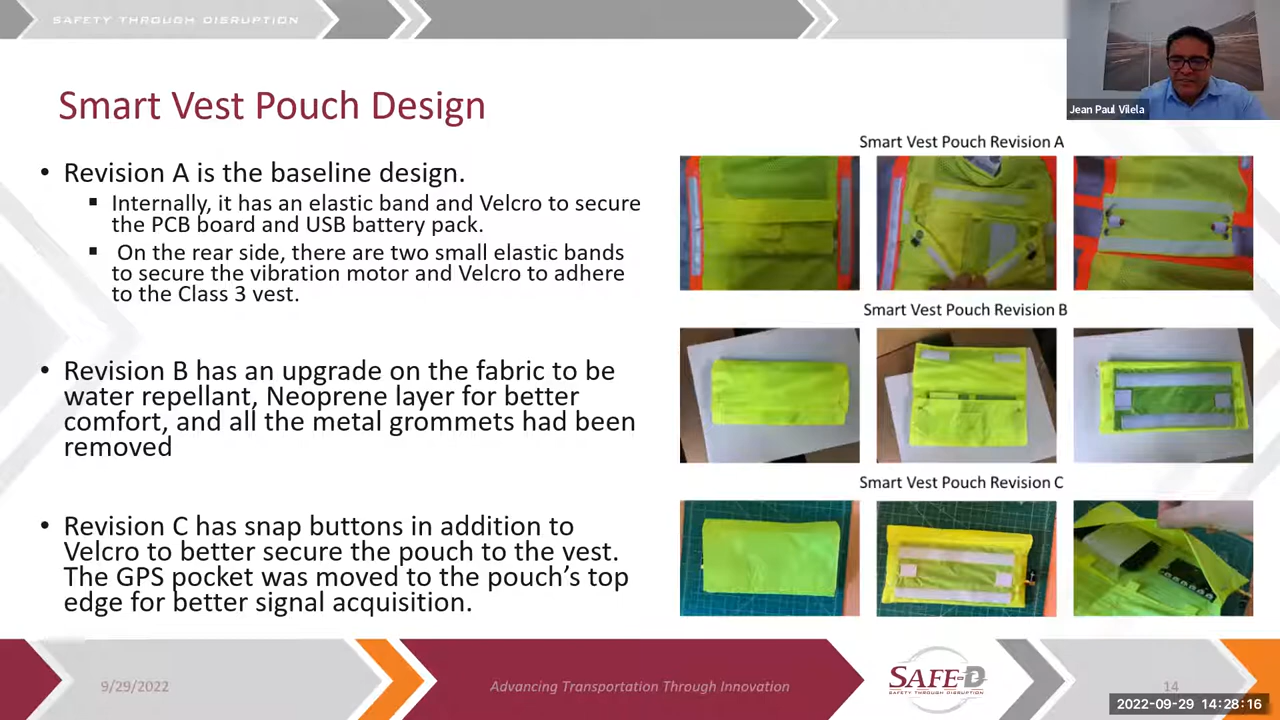 SAFETY THROUGH DISRUPTION
Jean Paul Vilela
Smart Vest Pouch Design
• Revision A is the baseline design.
▪ Internally, it has an elastic band and Velcro to secure
the PCB board and USB battery pack.
▪ On the rear side, there are two small elastic bands
to secure the vibration motor and Velcro to adhere
to the Class 3 vest.
• Revision B has an upgrade on the fabric to be
water repellant, Neoprene layer for better
comfort, and all the metal grommets had been
removed
• Revision C has snap buttons in addition to
Velcro to better secure the pouch to the vest.
The GPS pocket was moved to the pouch’s top
edge for better signal acquisition.
Smart Vest Pouch Revision A
Smart Vest Pouch Revision B
Smart Vest Pouch Revision C
9/29/2022
Advancing Transportation Through Innovation
SAFE-D
SAFETY THROUGH DISRUPTION
14
2022-09-29 14:28:16